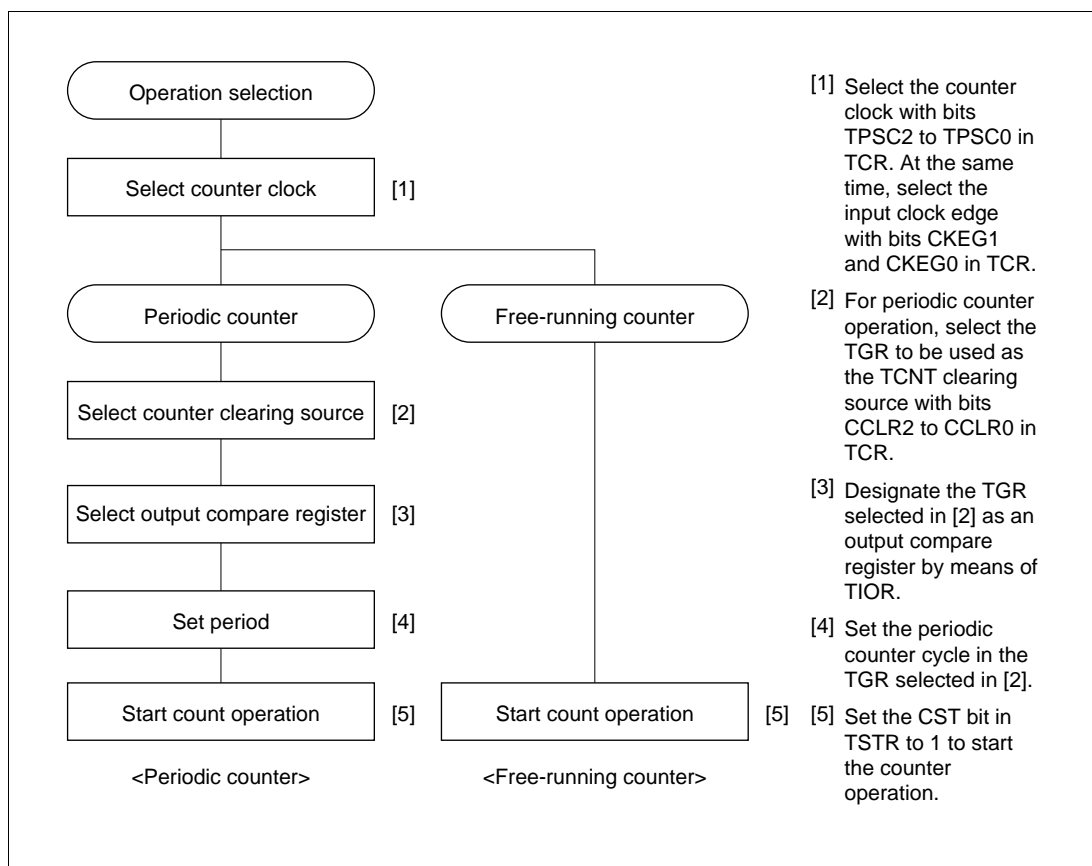 Operation selection
Select counter clock [1]
Periodic counter
Free-running counter
Select counter clearing source [2]
Select output compare register [3]
Set period [4]
Start count operation [5]
Start count operation [5]
<Periodic counter>
<Free-running counter>
[1] Select the counter
clock with bits
TPSC2 to TPSC0 in
TCR. At the same
time, select the
input clock edge
with bits CKEG1
and CKEG0 in TCR.
[2] For periodic counter
operation, select the
TGR to be used as
the TCNT clearing
source with bits
CCLR2 to CCLR0 in
TCR.
[3] Designate the TGR
selected in [2] as an
output compare
register by means of
TIOR.
[4] Set the periodic
counter cycle in the
TGR selected in [2].
[5] Set the CST bit in
TSTR to 1 to start
the counter
operation.